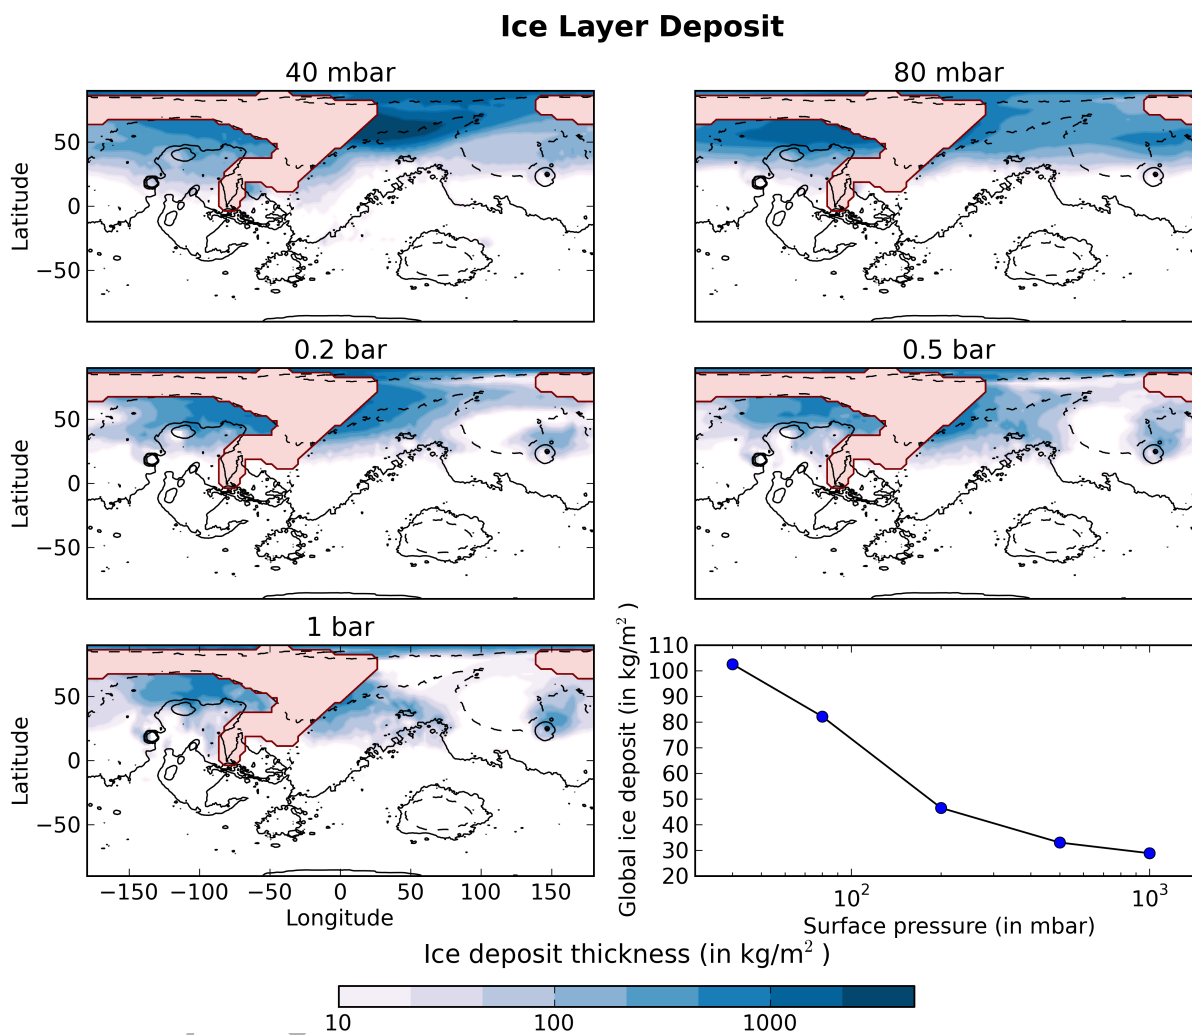 Ice Layer Deposit
40 mbar
80 mbar
Latitude
50
0
−50
0.2 bar
0.5 bar
Latitude
50
0
−50
1 bar
Latitude
50
0
−50
−150 −100 −50 0 50 100 150
Longitude
Global ice deposit (in kg/m² )
110
100
90
80
70
60
50
40
30
20
10² 10³
Surface pressure (in mbar)
Ice deposit thickness (in kg/m² )
10 100 1000